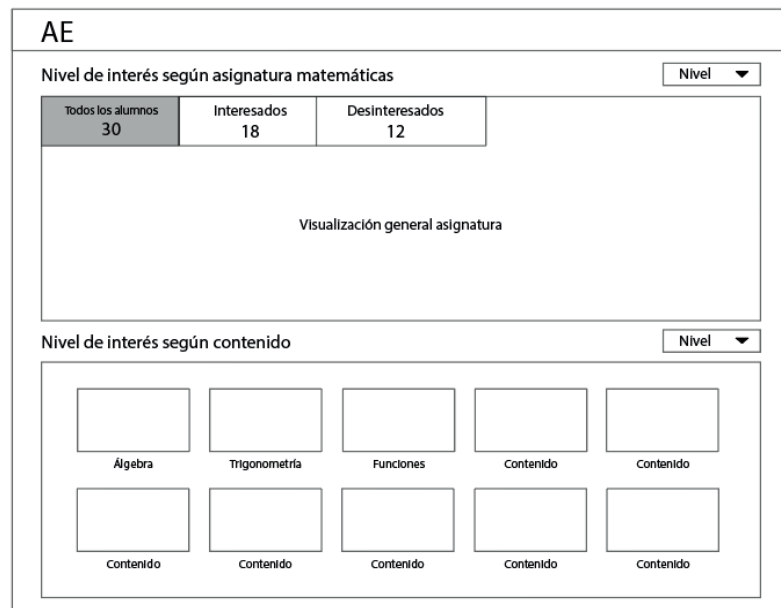 AE
Nivel de interés según asignatura matemáticas
Nivel
Todos los alumnos
30
Interesados
18
Desinteresados
12
Visualización general asignatura
Nivel de interés según contenido
Nivel
Álgebra
Trigonometría
Funciones
Contenido
Contenido
Contenido
Contenido
Contenido
Contenido
Contenido